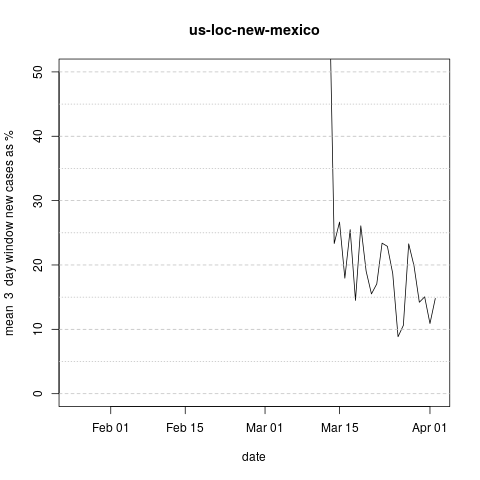 us-loc-new-mexico
mean 3 day window new cases as %
50
40
30
20
10
0
Feb 01 Feb 15 Mar 01 Mar 15 Apr 01
date